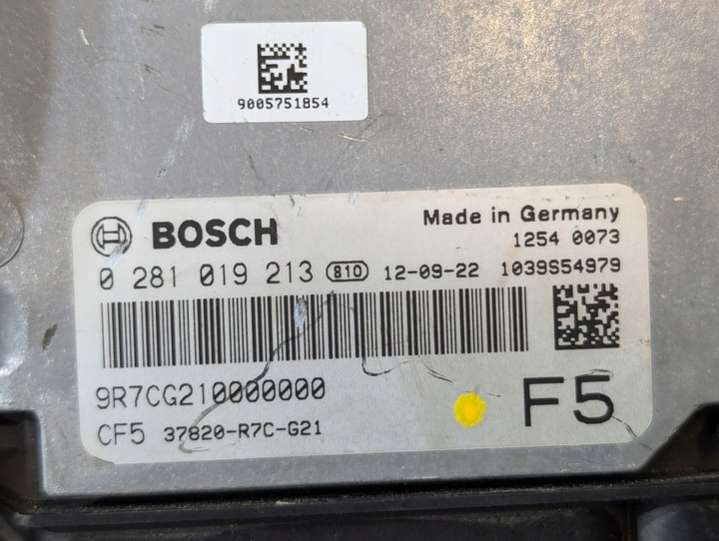 9005751854
BOSCH Made in Germany
1254 0073
0 281 019 213 810 12-09-22 1039S54979
9R7CG210000000
CF5 37820-R7C-G21
F5